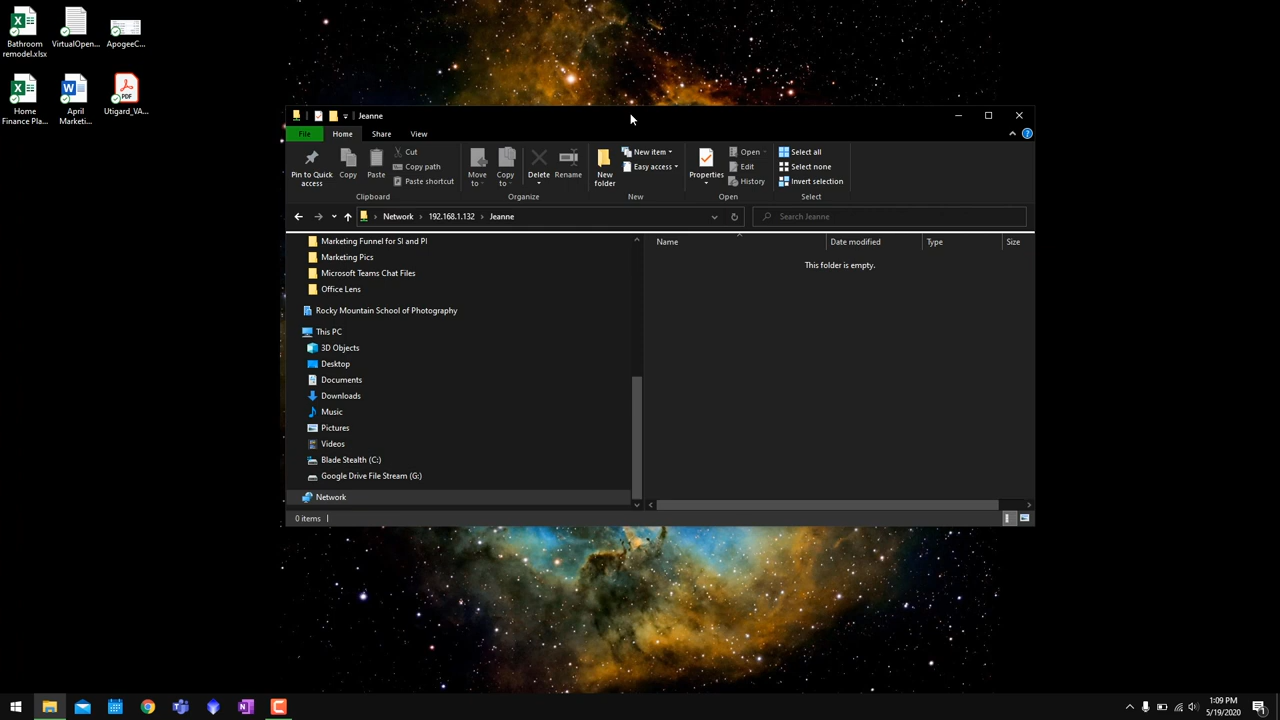 Bathroom
remodel.xlsx
VirtualOpen...
ApogeeC...
Home
Finance Pla...
April
Marketi...
PDF
Utigard_VA...
Jeanne
File Home Share View
Pin to Quick
access
Copy
Paste
Cut
Copy path
Paste shortcut
Clipboard
Move
to
Copy
to
Delete
Rename
Organize
New
folder
New item
Easy access
New
Properties
Open
Edit
History
Open
Select all
Select none
Invert selection
Select
Network 192.168.1.132 Jeanne
Search Jeanne
Marketing Funnel for SI and PI
Marketing Pics
Microsoft Teams Chat Files
Office Lens
Rocky Mountain School of Photography
This PC
3D Objects
Desktop
Documents
Downloads
Music
Pictures
Videos
Blade Stealth (C:)
Google Drive File Stream (G:)
Network
Name Date modified Type Size
This folder is empty.
0 items
1:09 PM
5/19/2020